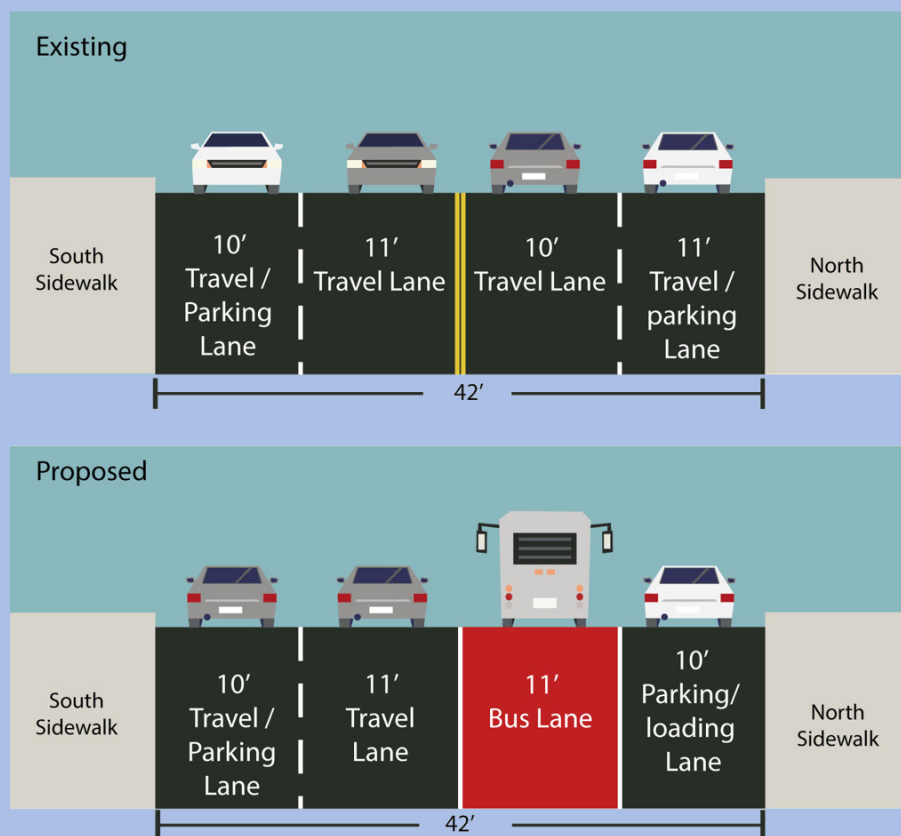 Existing
South
Sidewalk
10’
Travel /
Parking
Lane
11’
Travel Lane
10’
Travel Lane
11’
Travel /
parking
Lane
North
Sidewalk
42’
Proposed
South
Sidewalk
10’
Travel /
Parking
Lane
11’
Travel
Lane
11’
Bus Lane
10’
Parking/
loading
Lane
North
Sidewalk
42’